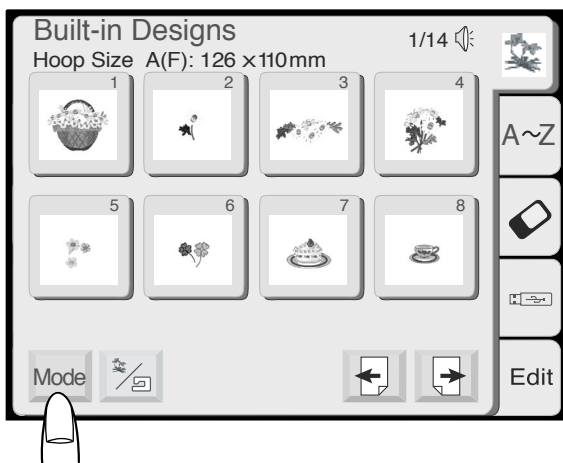 Built-in Designs
1/14
Hoop Size A(F): 126 ×110mm
1 2 3 4
A~Z
5 6 7 8
Mode
Edit